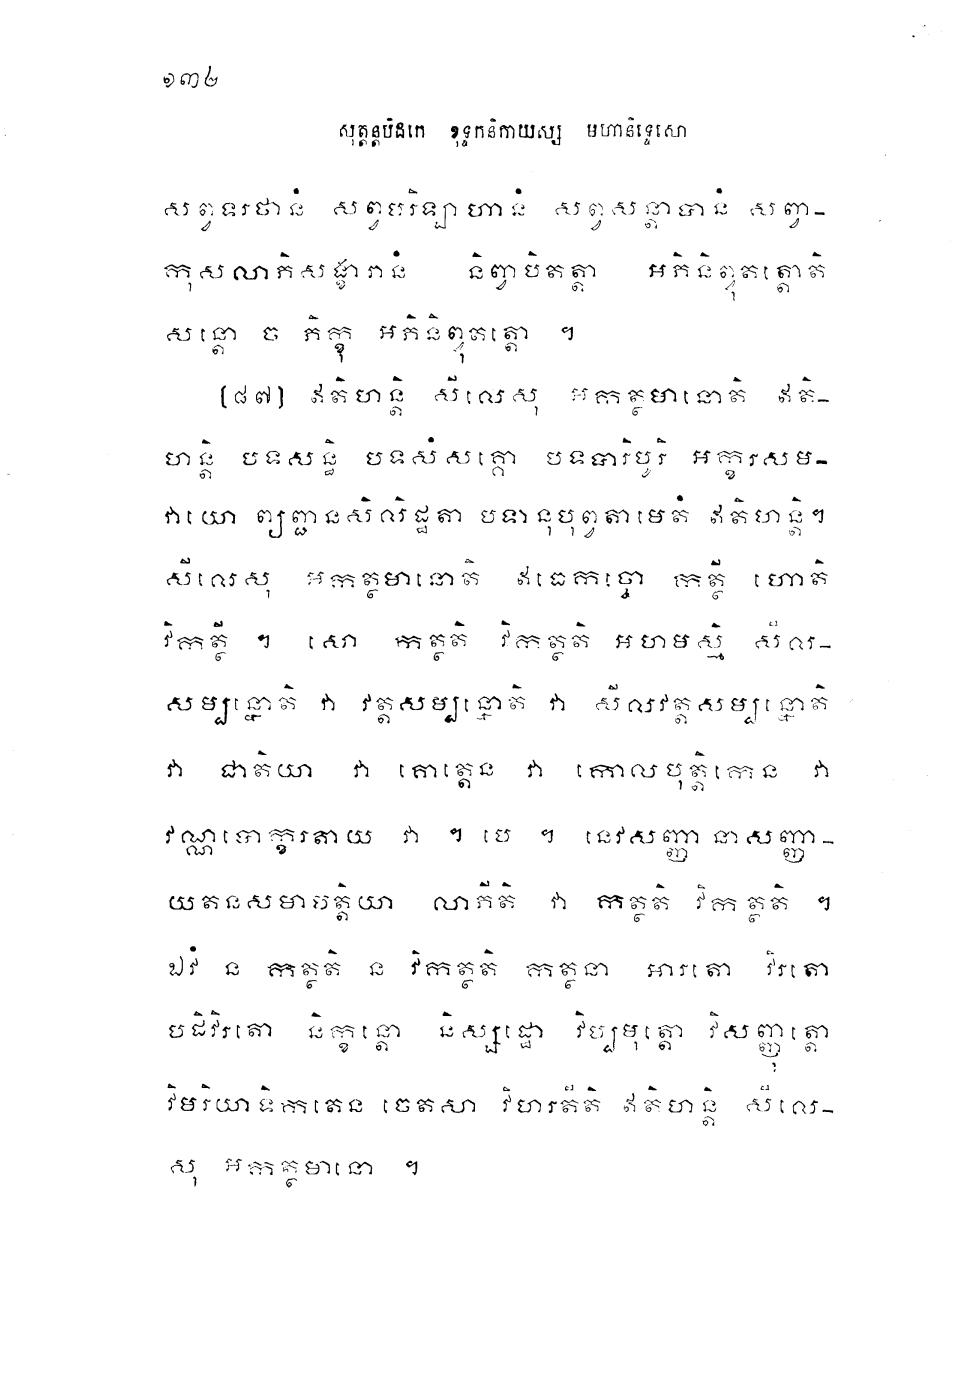 ១៣៤
សុត្តន្តបិដកេ ខុទ្ទកនិកាយស្ស មហានិទ្ទេសោ
សព្វទរថានំ សព្វបរិឡាហានំ សព្វសន្តាបានំ សព្វា-
កុសលាភិសង្ខារានំ និព្វាបិតត្តា អភិនិព្វុតត្តោតិ
សន្តោ ច ភិក្ខុ អភិនិព្វុតត្តោ ។
(៨៧) ឥតិហន្តិ សីលេសុ អកត្ថមានោតិ ឥតិ-
ហន្តិ បទសន្ធិ បទសំសគ្គោ បទបារិបូរិ អក្ខរសម-
វាយោ ព្យញ្ជនសិលិដ្ឋតា បទានុបុព្វតាមេតំ ឥតិហន្តិ។
សីលេសុ អកត្ថមានោតិ ឥធេកច្ចោ កត្ថី ហោតិ
វិកត្ថី ។ សោ កត្ថតិ វិកត្ថតិ អហមស្មិ សីល-
សម្បន្នោតិ វា វត្តសម្បន្នោតិ វា សីលវត្តសម្បន្នោតិ
វា ជាតិយា វា គោត្តេន វា កោលបុត្តិកេន វា
វណ្ណបោក្ខរតាយ វា ។ បេ ។ នេវសញ្ញានាសញ្ញា-
យតនសមាបត្តិយា លាភីតិ វា កត្ថតិ វិកត្ថតិ ។
ឯវំ ន កត្ថតិ ន វិកត្ថតិ កត្ថនា អារតោ វិរតោ
បដិវិរតោ និក្ខន្តោ និស្សដ្ឋោ វិប្បមុត្តោ វិសញ្ញុត្តោ
វិមរិយាទិកតេន ចេតសា វិហរតីតិ ឥតិហន្តិ សីលេ-
សុ អកត្ថមានោ ។